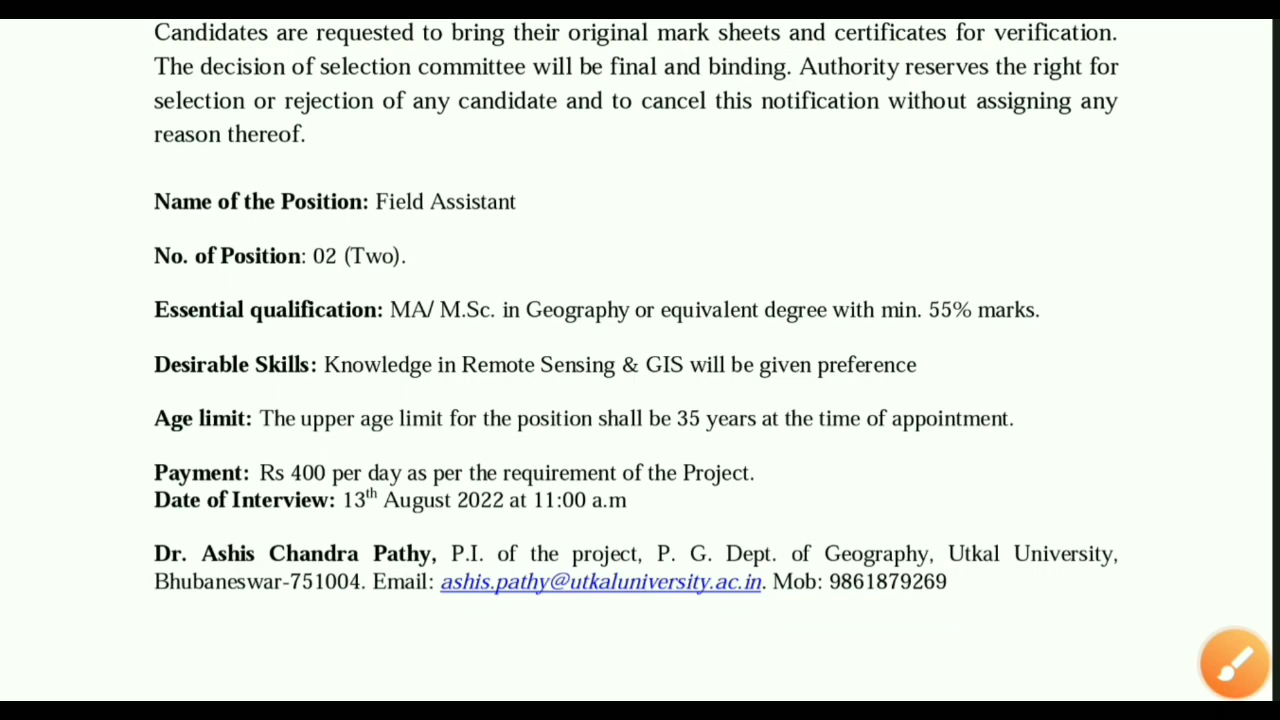 Candidates are requested to bring their original mark sheets and certificates for verification.
The decision of selection committee will be final and binding. Authority reserves the right for
selection or rejection of any candidate and to cancel this notification without assigning any
reason thereof.
Name of the Position: Field Assistant
No. of Position: 02 (Two).
Essential qualification: MA/ M.Sc. in Geography or equivalent degree with min. 55% marks.
Desirable Skills: Knowledge in Remote Sensing & GIS will be given preference
Age limit: The upper age limit for the position shall be 35 years at the time of appointment.
Payment: Rs 400 per day as per the requirement of the Project.
Date of Interview: 13th August 2022 at 11:00 a.m
Dr. Ashis Chandra Pathy, P.I. of the project, P. G. Dept. of Geography, Utkal University,
Bhubaneswar-751004. Email: ashis.pathy@utkaluniversity.ac.in. Mob: 9861879269